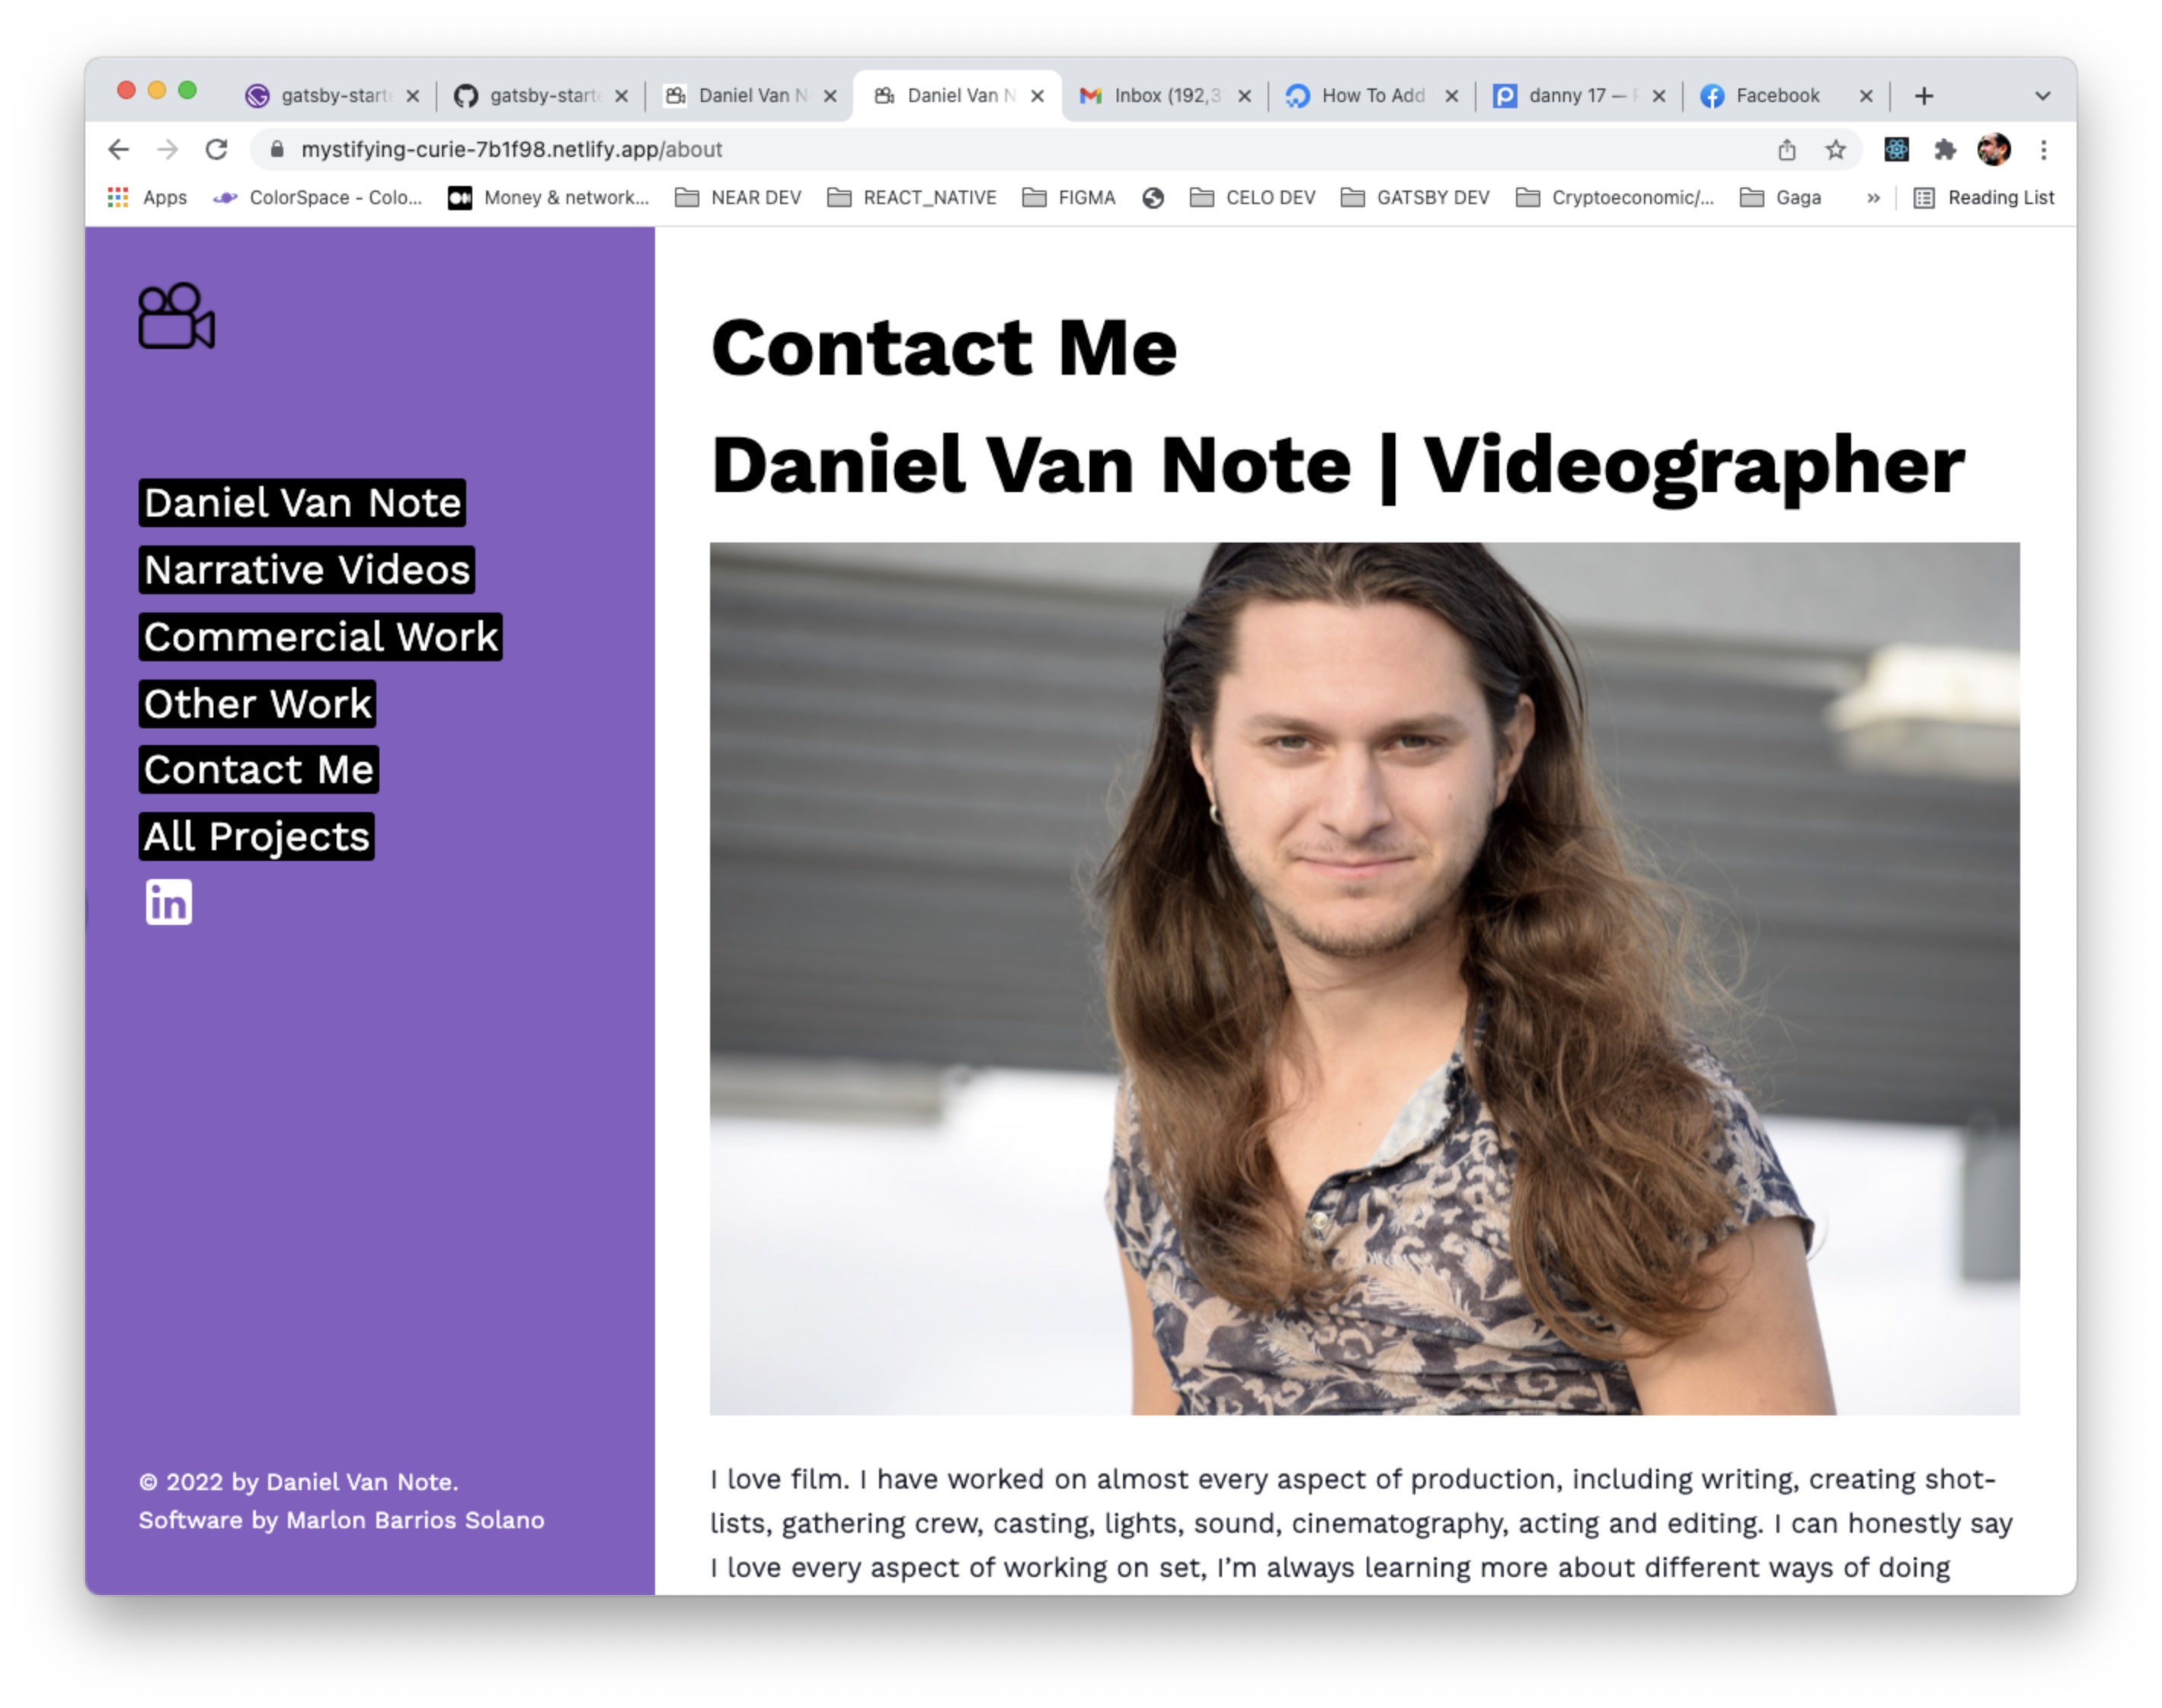 gatsby-start
gatsby-start
Daniel Van N
Daniel Van N
Inbox (192,3
How To Add
danny 17 —
Facebook
mystifying-curie-7b1f98.netlify.app/about
Apps
ColorSpace - Colo...
Money & network...
NEAR DEV
REACT_NATIVE
FIGMA
CELO DEV
GATSBY DEV
Cryptoeconomic/...
Gaga
»
Reading List
Daniel Van Note
Narrative Videos
Commercial Work
Other Work
Contact Me
All Projects
in
© 2022 by Daniel Van Note.
Software by Marlon Barrios Solano
Contact Me
Daniel Van Note | Videographer
I love film. I have worked on almost every aspect of production, including writing, creating shot-
lists, gathering crew, casting, lights, sound, cinematography, acting and editing. I can honestly say
I love every aspect of working on set, I’m always learning more about different ways of doing